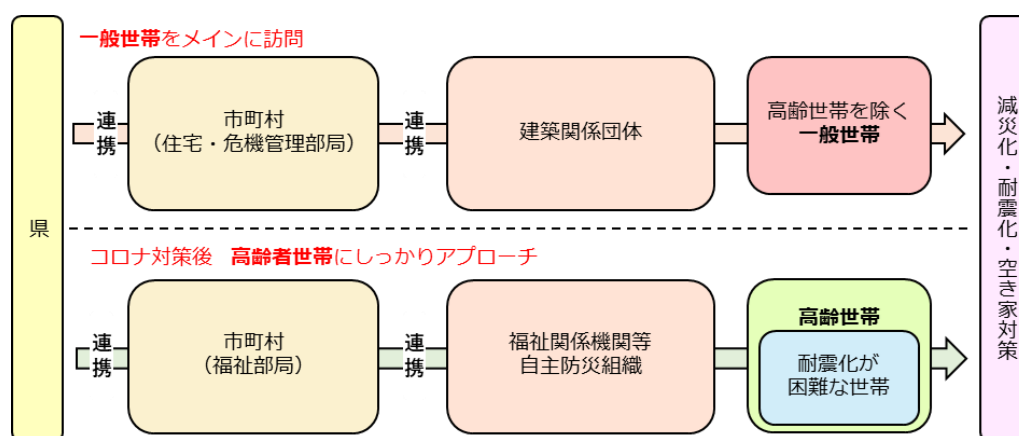 県
一般世帯をメインに訪問
連携
市町村
（住宅・危機管理部局）
連携
建築関係団体
高齢世帯を除く
一般世帯
コロナ対策後　高齢者世帯にしっかりアプローチ
連携
市町村
（福祉部局）
連携
福祉関係機関等
自主防災組織
高齢世帯
耐震化が
困難な世帯
減災化・耐震化・空き家対策